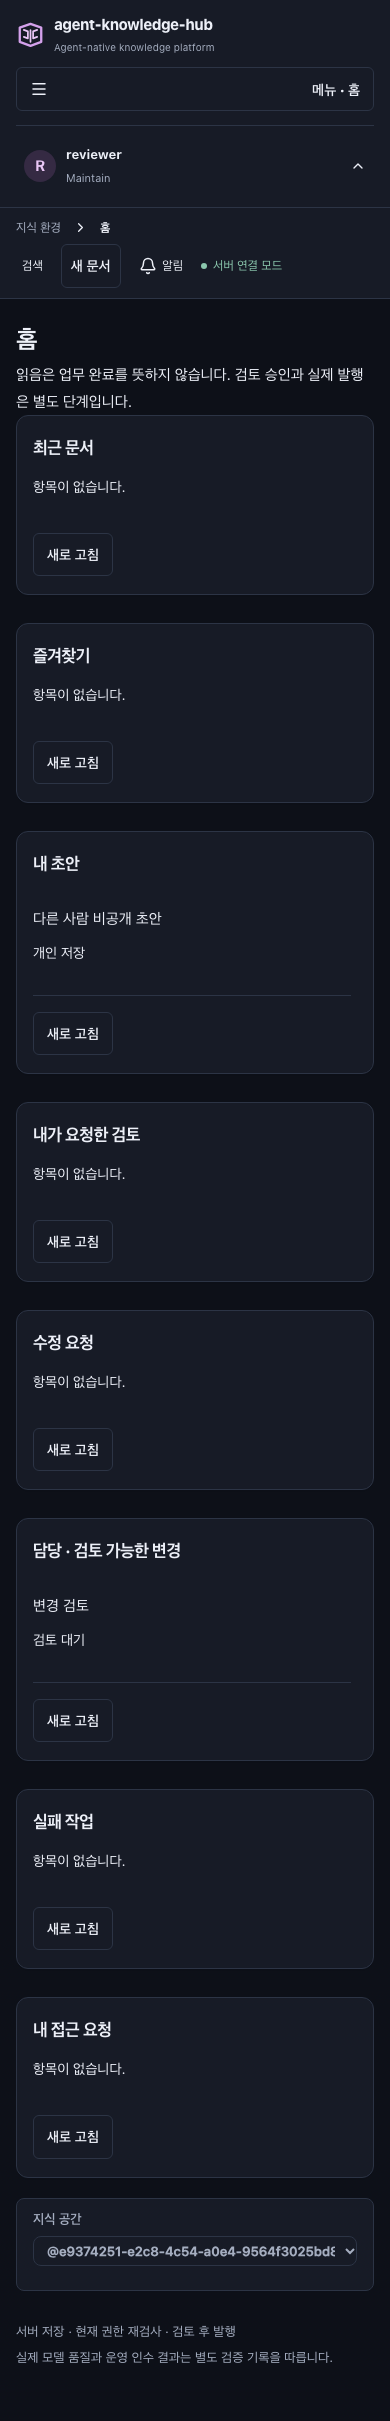 agent-knowledge-hub
Agent-native knowledge platform
메뉴 · 홈
R
reviewer
Maintain
지식 환경
홈
검색
새 문서
알림
서버 연결 모드
홈
읽음은 업무 완료를 뜻하지 않습니다. 검토 승인과 실제 발행
은 별도 단계입니다.
최근 문서
항목이 없습니다.
새로 고침
즐겨찾기
항목이 없습니다.
새로 고침
내 초안
다른 사람 비공개 초안
개인 저장
새로 고침
내가 요청한 검토
항목이 없습니다.
새로 고침
수정 요청
항목이 없습니다.
새로 고침
담당 · 검토 가능한 변경
변경 검토
검토 대기
새로 고침
실패 작업
항목이 없습니다.
새로 고침
내 접근 요청
항목이 없습니다.
새로 고침
지식 공간
@e9374251-e2c8-4c54-a0e4-9564f3025bd8
서버 저장 · 현재 권한 재검사 · 검토 후 발행
실제 모델 품질과 운영 인수 결과는 별도 검증 기록을 따릅니다.